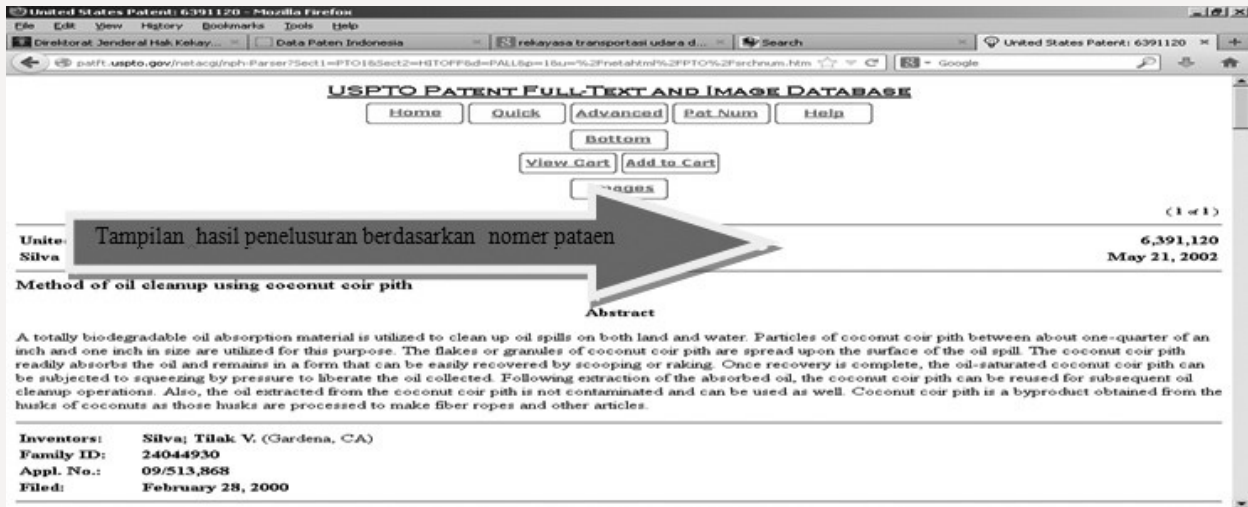 United States Patent: 6391120 - Mozilla Firefox
File Edit View History Bookmarks Tools Help
Direktorat Jenderal Hak Kekay... Data Paten Indonesia rekayasa transportasi udara d... Search United States Patent: 6391120
patft.uspto.gov/netacgi/nph-Parser?Sect1=PTO1&Sect2=HITOFF&d=PALL&p=1&u=%2Fnetahtml%2FPTO%2Fsrchnum.htm Google
USPTO PATENT FULL-TEXT AND IMAGE DATABASE
Home Quick Advanced Pat Num Help
Bottom
View Cart Add to Cart
(1 of 1)
Tampilan hasil penelusuran berdasarkan nomer pataen
6,391,120
Silva May 21, 2002
Method of oil cleanup using coconut coir pith
Abstract
A totally biodegradable oil absorption material is utilized to clean up oil spills on both land and water. Particles of coconut coir pith between about one-quarter of an
inch and one inch in size are utilized for this purpose. The flakes or granules of coconut coir pith are spread upon the surface of the oil spill. The coconut coir pith
readily absorbs the oil and remains in a form that can be easily recovered by scooping or raking. Once recovery is complete, the oil-saturated coconut coir pith can
be subjected to squeezing by pressure to liberate the oil collected. Following extraction of the absorbed oil, the coconut coir pith can be reused for subsequent oil
cleanup operations. Also, the oil extracted from the coconut coir pith is not contaminated and can be used as well. Coconut coir pith is a byproduct obtained from the
husks of coconuts as those husks are processed to make fiber ropes and other articles.
Inventors: Silva; Tilak V. (Gardena, CA)
Family ID: 24044930
Appl. No.: 09/513,868
Filed: February 28, 2000